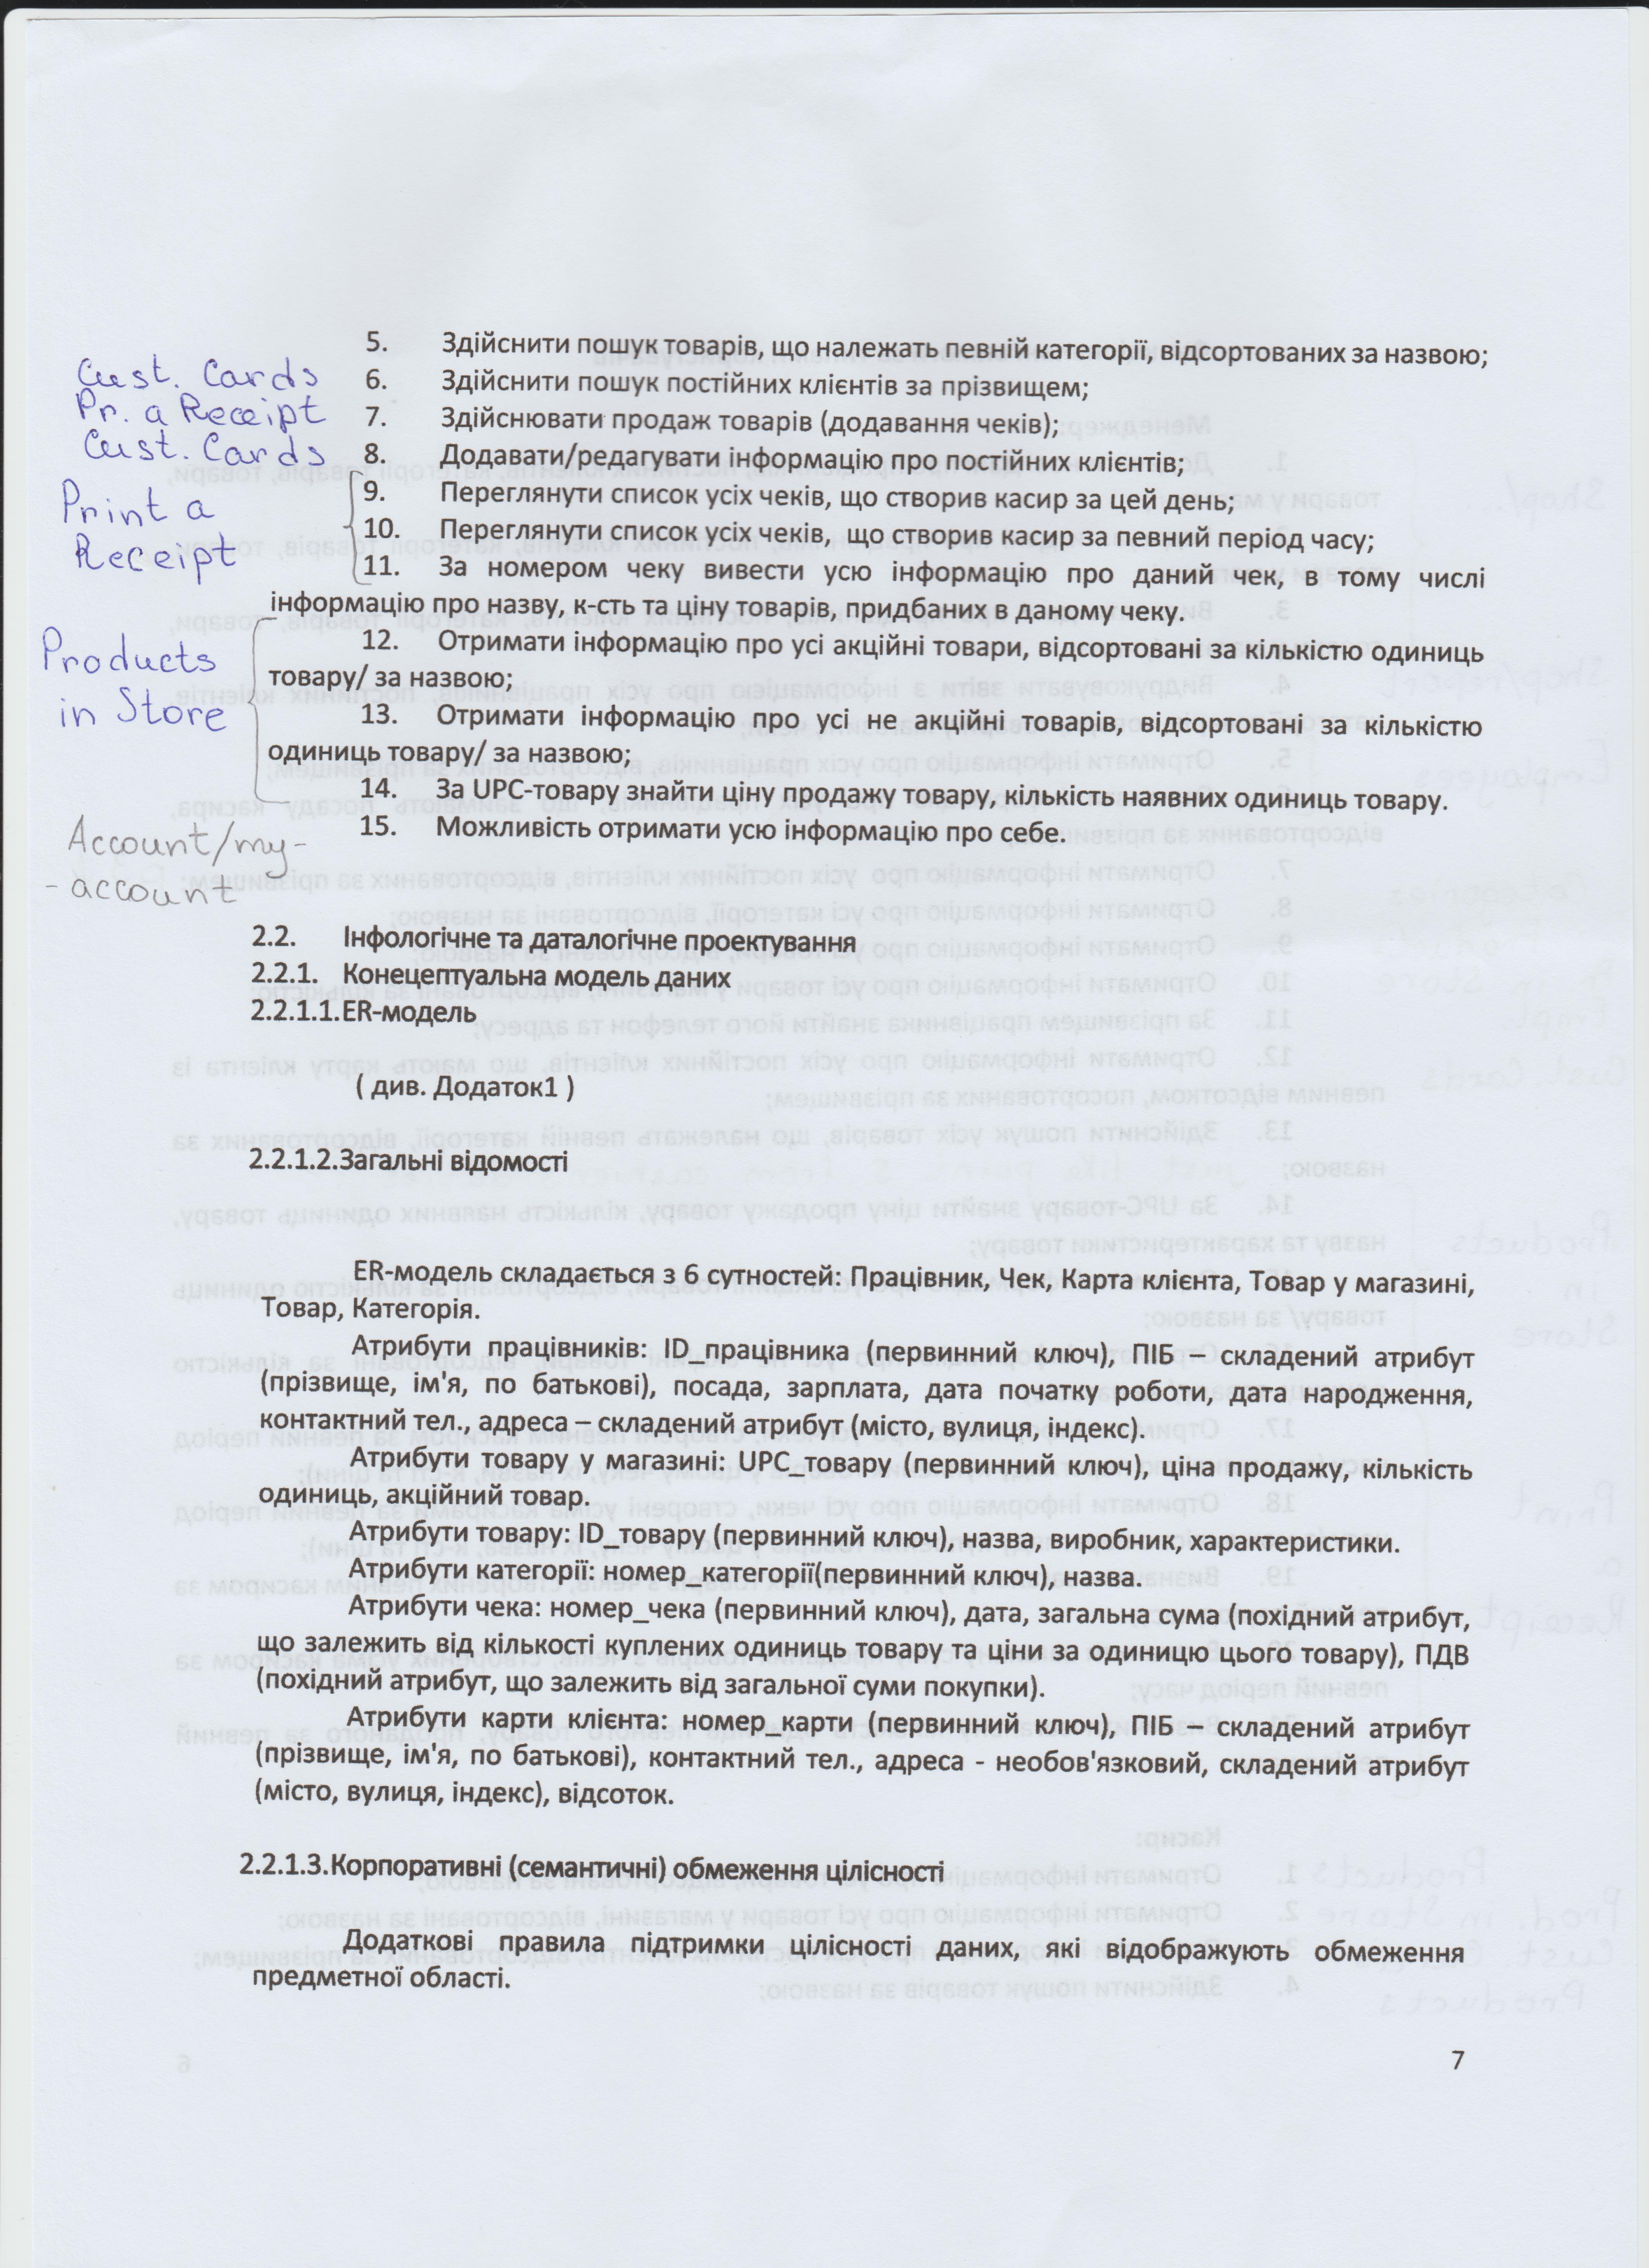 5. Здійснити пошук товарів, що належать певній категорії, відсортованих за назвою;
Cust. Cards 6. Здійснити пошук постійних клієнтів за прізвищем;
Pr. a Receipt 7. Здійснювати продаж товарів (додавання чеків);
Cust. Cards 8. Додавати/редагувати інформацію про постійних клієнтів;
Print a 9. Переглянути список усіх чеків, що створив касир за цей день;
Receipt 10. Переглянути список усіх чеків, що створив касир за певний період часу;
11. За номером чеку вивести усю інформацію про даний чек, в тому числі
інформацію про назву, к-сть та ціну товарів, придбаних в даному чеку.
Products 12. Отримати інформацію про усі акційні товари, відсортовані за кількістю одиниць
товару/ за назвою;
in Store 13. Отримати інформацію про усі не акційні товарів, відсортовані за кількістю
одиниць товару/ за назвою;
14. За UPC-товару знайти ціну продажу товару, кількість наявних одиниць товару.
Account/my- 15. Можливість отримати усю інформацію про себе.
- account
2.2. Інфологічне та даталогічне проектування
2.2.1. Конецептуальна модель даних
2.2.1.1.ER-модель
( див. Додаток1 )
2.2.1.2.Загальні відомості
ER-модель складається з 6 сутностей: Працівник, Чек, Карта клієнта, Товар у магазині,
Товар, Категорія.
Атрибути працівників: ID_працівника (первинний ключ), ПІБ – складений атрибут
(прізвище, ім'я, по батькові), посада, зарплата, дата початку роботи, дата народження,
контактний тел., адреса – складений атрибут (місто, вулиця, індекс).
Атрибути товару у магазині: UPC_товару (первинний ключ), ціна продажу, кількість
одиниць, акційний товар.
Атрибути товару: ID_товару (первинний ключ), назва, виробник, характеристики.
Атрибути категорії: номер_категорії(первинний ключ), назва.
Атрибути чека: номер_чека (первинний ключ), дата, загальна сума (похідний атрибут,
що залежить від кількості куплених одиниць товару та ціни за одиницю цього товару), ПДВ
(похідний атрибут, що залежить від загальної суми покупки).
Атрибути карти клієнта: номер_карти (первинний ключ), ПІБ – складений атрибут
(прізвище, ім'я, по батькові), контактний тел., адреса - необов'язковий, складений атрибут
(місто, вулиця, індекс), відсоток.
2.2.1.3.Корпоративні (семантичні) обмеження цілісності
Додаткові правила підтримки цілісності даних, які відображують обмеження
предметної області.
7